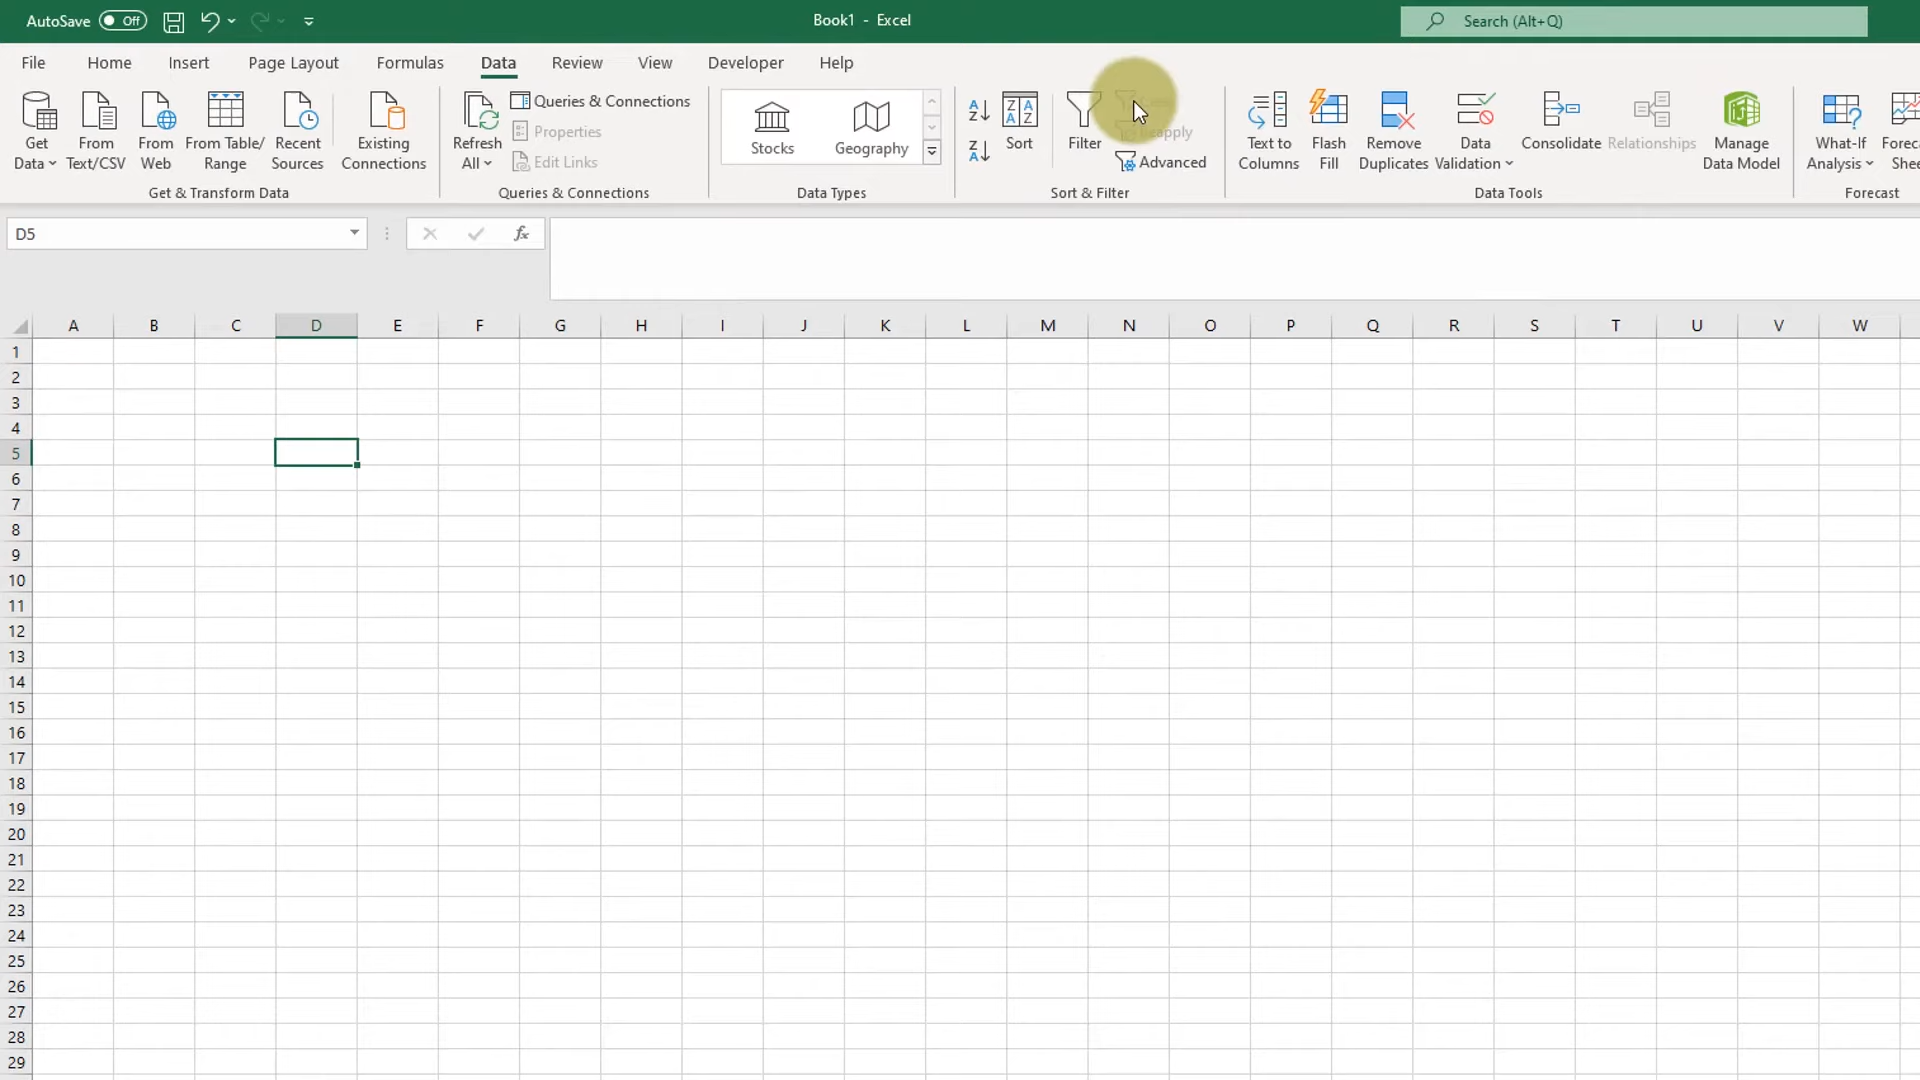 AutoSave Off
Book1 - Excel
Search (Alt+Q)
File Home Insert Page Layout Formulas Data Review View Developer Help
Get Data
From Text/CSV
From Web
From Table/ Range
Recent Sources
Existing Connections
Get & Transform Data
Refresh All
Queries & Connections
Properties
Edit Links
Queries & Connections
Stocks
Geography
Data Types
Sort
Filter
Advanced
Sort & Filter
Text to Columns
Flash Fill
Remove Duplicates
Data Validation
Consolidate
Relationships
Manage Data Model
Data Tools
What-If Analysis
Forecast
D5
fx
A B C D E F G H I J K L M N O P Q R S T U V W
1
2
3
4
5
6
7
8
9
10
11
12
13
14
15
16
17
18
19
20
21
22
23
24
25
26
27
28
29